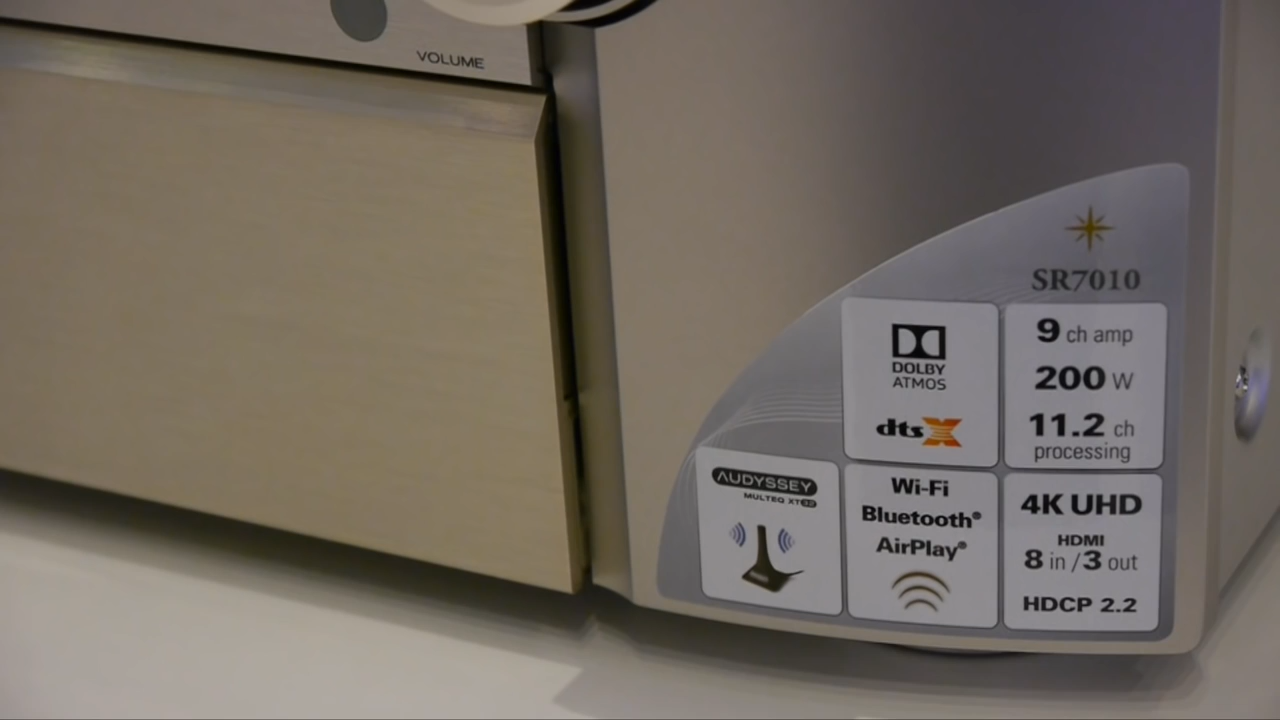 VOLUME
SR7010
DOLBY
ATMOS
dts X
9 ch amp
200 W
11.2 ch
processing
AUDYSSEY
MULTEQ XT32
Wi-Fi
Bluetooth®
AirPlay®
4K UHD
HDMI
8 in / 3 out
HDCP 2.2